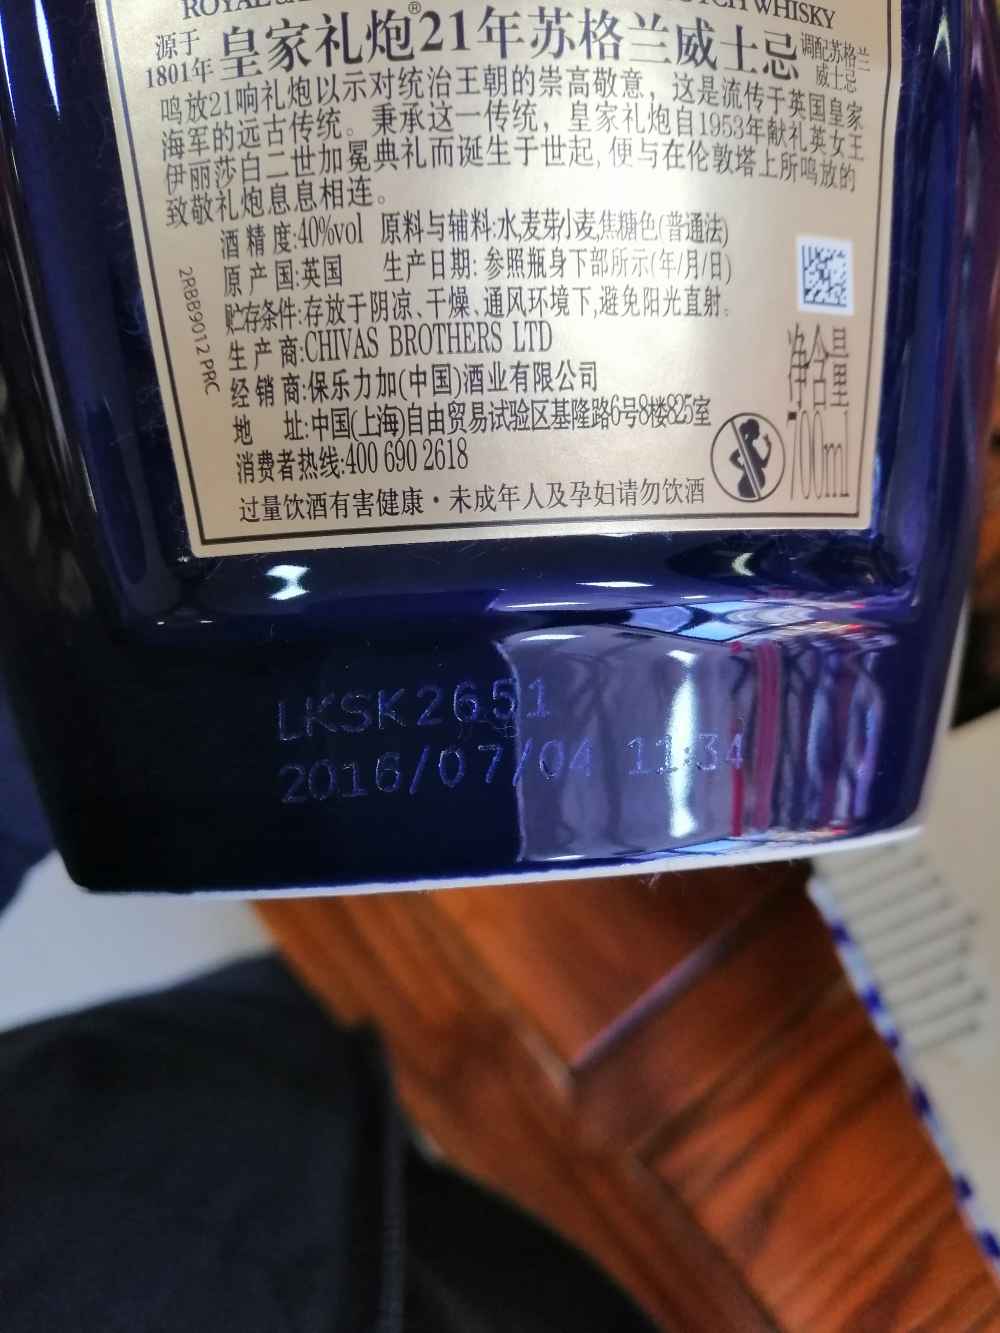 WHISKY
源于
1801年
皇家礼炮®21年苏格兰威士忌
调配苏格兰
威士忌
鸣放21响礼炮以示对统治王朝的崇高敬意，这是流传于英国皇家
海军的远古传统。秉承这一传统，皇家礼炮自1953年献礼英女王
伊丽莎白二世加冕典礼而诞生于世起,便与在伦敦塔上所鸣放的
致敬礼炮息息相连。
酒精度:40%vol 原料与辅料:水,麦芽,小麦,焦糖色(普通法)
原产国:英国 生产日期:参照瓶身下部所示(年/月/日)
贮存条件:存放于阴凉、干燥、通风环境下,避免阳光直射。
生产商:CHIVAS BROTHERS LTD
经销商:保乐力加(中国)酒业有限公司
地 址:中国(上海)自由贸易试验区基隆路6号8楼825室
消费者热线:400 690 2618
过量饮酒有害健康·未成年人及孕妇请勿饮酒
净含量
700ml
2RBB9012 PRC
LKSK2651
2016/07/04 11:34